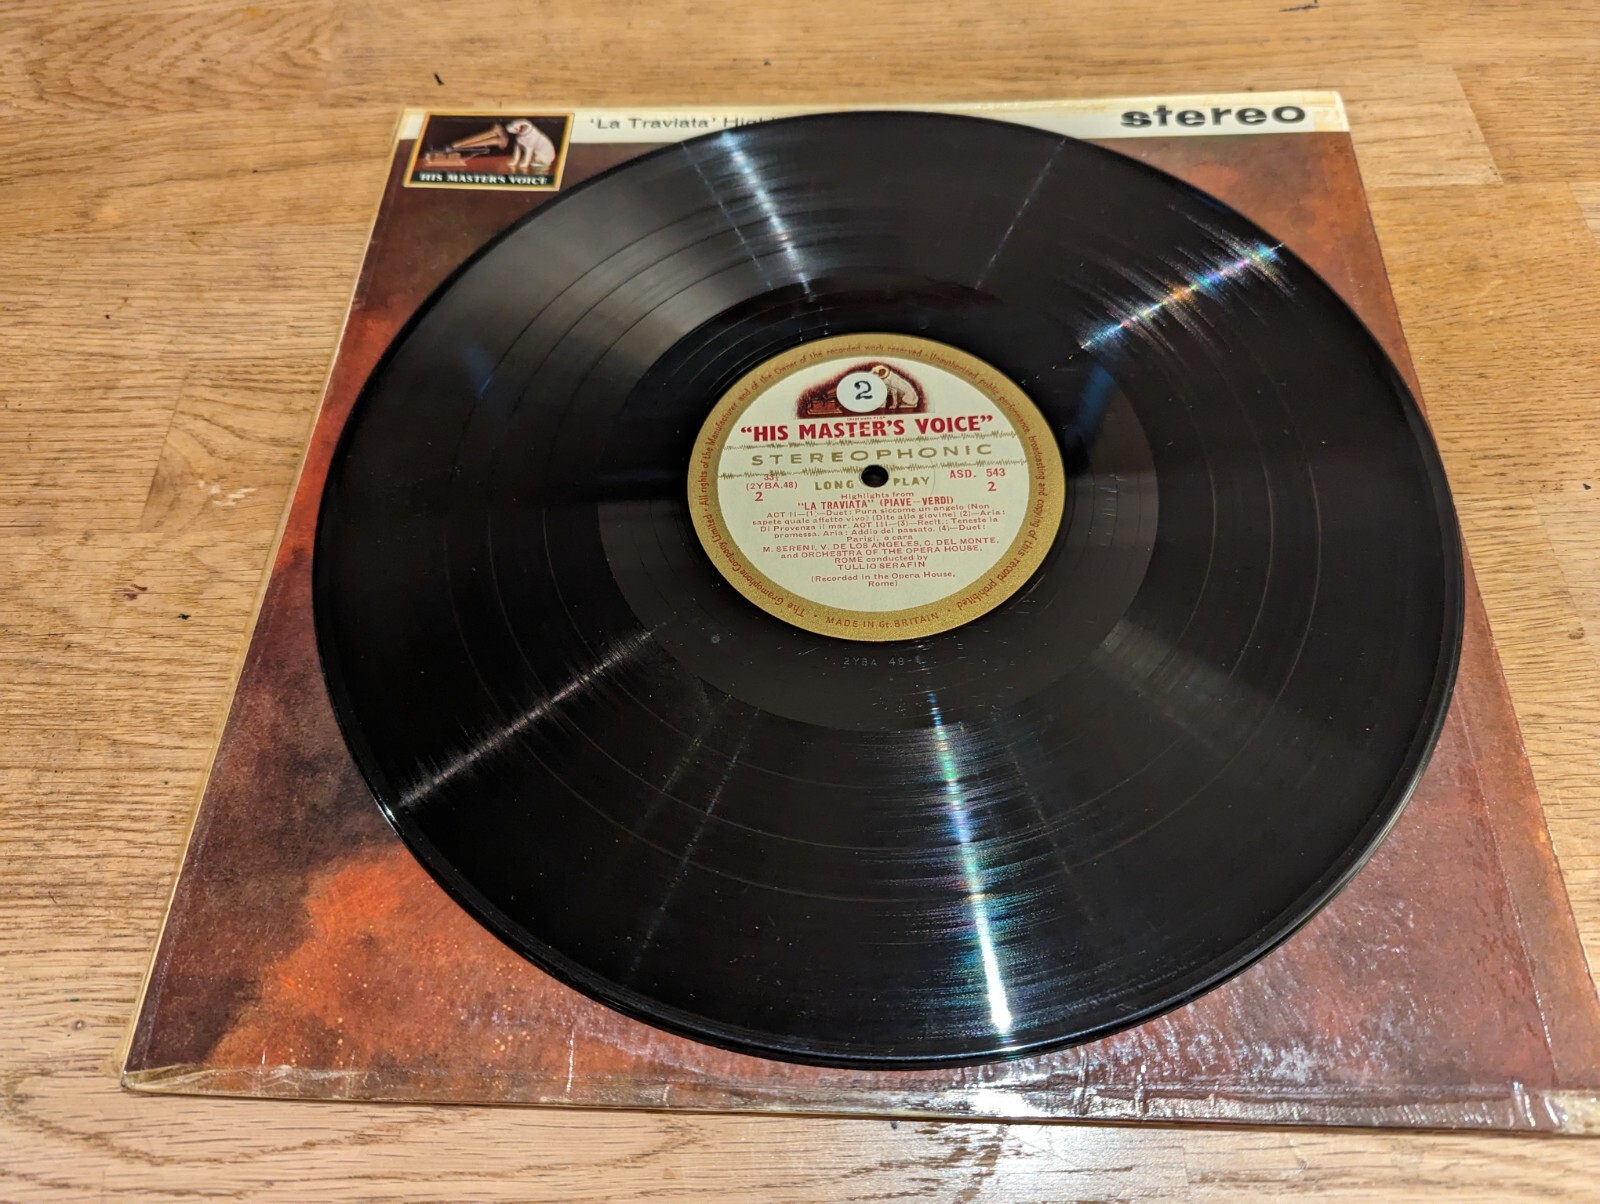 'La Traviata'
stereo
HIS MASTER'S VOICE
2
"HIS MASTER'S VOICE"
STEREOPHONIC
33⅓
(2YBA.48)
2
LONG PLAY
ASD. 543
2
Highlights from
"LA TRAVIATA" (PIAVE—VERDI)
ACT II—(1)—Duet: Pura siccome un angelo (Non
sapete quale affetto vivo) (Dite alla giovine) (2)—Aria:
Di Provenza il mar. ACT III—(3)—Recit.: Teneste la
promessa. Aria: Addio del passato. (4)—Duet:
Parigi, o cara
M. SERENI, V. DE LOS ANGELES, C. DEL MONTE,
and ORCHESTRA OF THE OPERA HOUSE,
ROME conducted by
TULLIO SERAFIN
(Recorded in the Opera House,
Rome)
The Gramophone Company Limited · All rights of the Manufacturer and of the Owner of the recorded work reserved · Unauthorized public performance, broadcasting and copying of this record prohibited ·
MADE IN Gt. BRITAIN
2YBA 48-